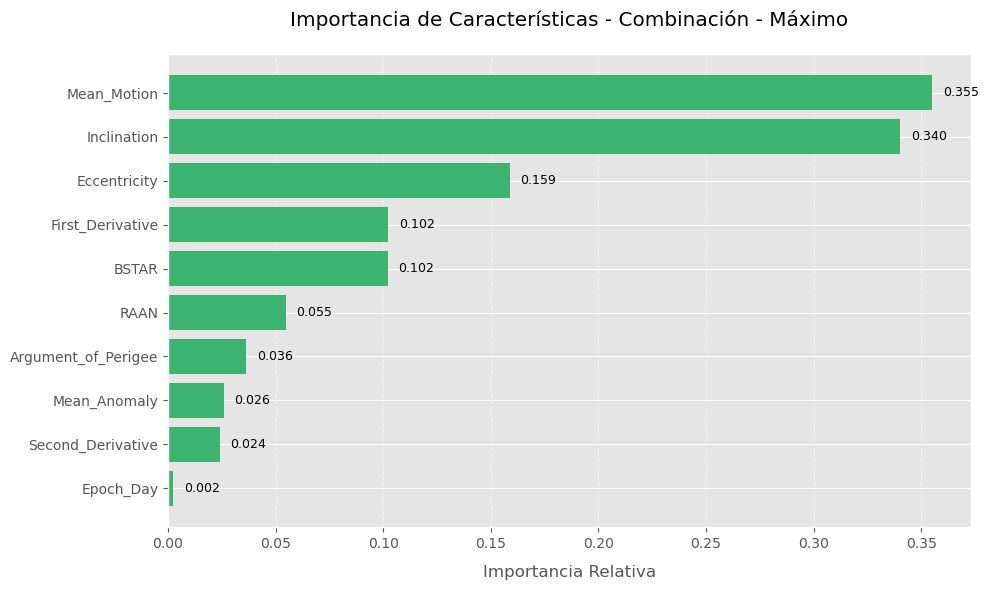 Importancia de Características - Combinación - Máximo
Mean_Motion 0.355
Inclination 0.340
Eccentricity 0.159
First_Derivative 0.102
BSTAR 0.102
RAAN 0.055
Argument_of_Perigee 0.036
Mean_Anomaly 0.026
Second_Derivative 0.024
Epoch_Day 0.002
0.00 0.05 0.10 0.15 0.20 0.25 0.30 0.35
Importancia Relativa